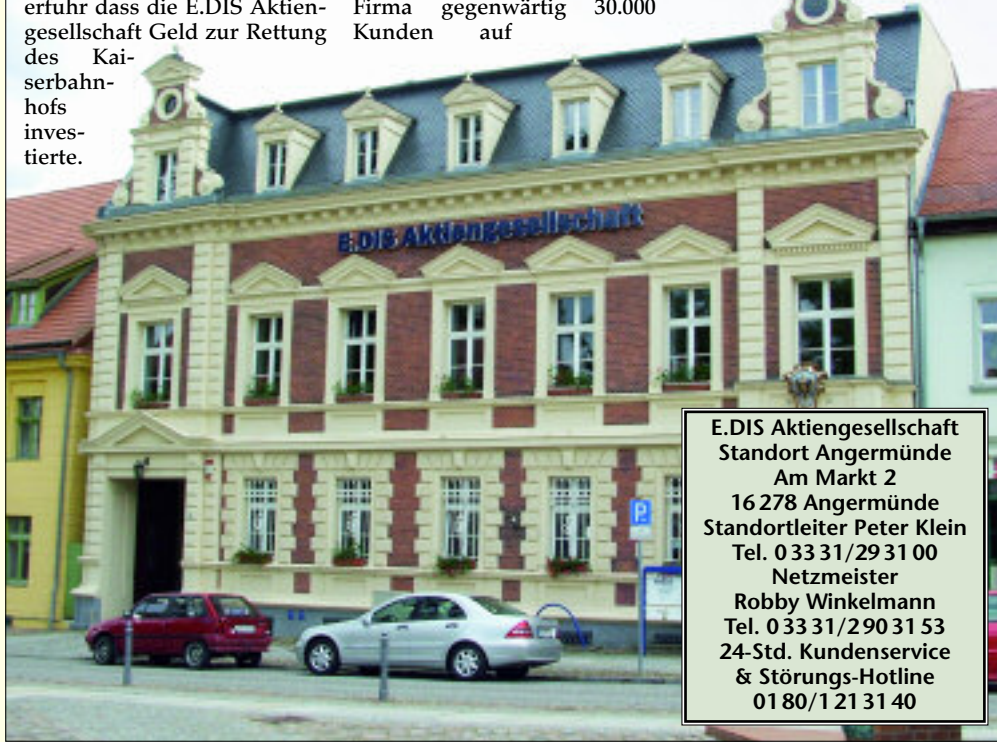 erfuhr dass die E.DIS Aktien-
gesellschaft Geld zur Rettung
des Kai-
serbahn-
hofs
inves-
tierte.
Firma gegenwärtig 30.000
Kunden auf
E.DIS Aktiengesellschaft
P
E.DIS Aktiengesellschaft
Standort Angermünde
Am Markt 2
16 278 Angermünde
Standortleiter Peter Klein
Tel. 0 33 31/29 31 00
Netzmeister
Robby Winkelmann
Tel. 0 33 31/2 90 31 53
24-Std. Kundenservice
& Störungs-Hotline
01 80/1 21 31 40